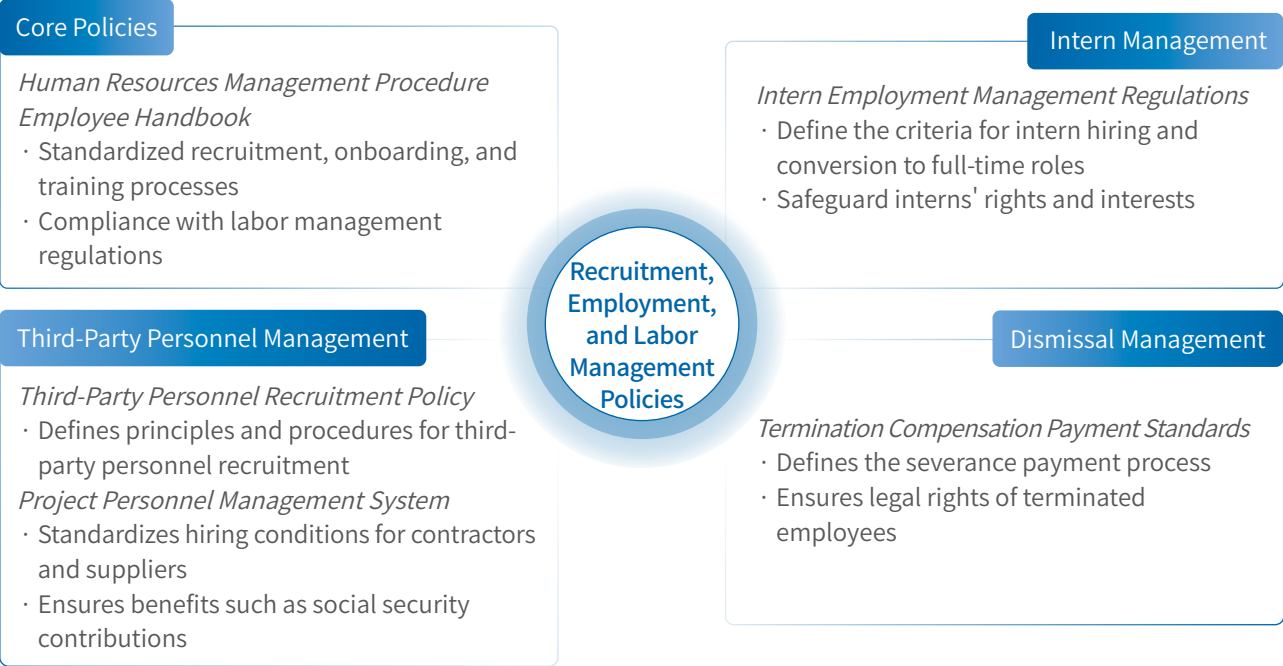 Core Policies
Human Resources Management Procedure
Employee Handbook
· Standardized recruitment, onboarding, and
training processes
· Compliance with labor management
regulations
Intern Management
Intern Employment Management Regulations
· Define the criteria for intern hiring and
conversion to full-time roles
· Safeguard interns' rights and interests
Recruitment,
Employment,
and Labor
Management
Policies
Third-Party Personnel Management
Third-Party Personnel Recruitment Policy
· Defines principles and procedures for third-
party personnel recruitment
Project Personnel Management System
· Standardizes hiring conditions for contractors
and suppliers
· Ensures benefits such as social security
contributions
Dismissal Management
Termination Compensation Payment Standards
· Defines the severance payment process
· Ensures legal rights of terminated
employees